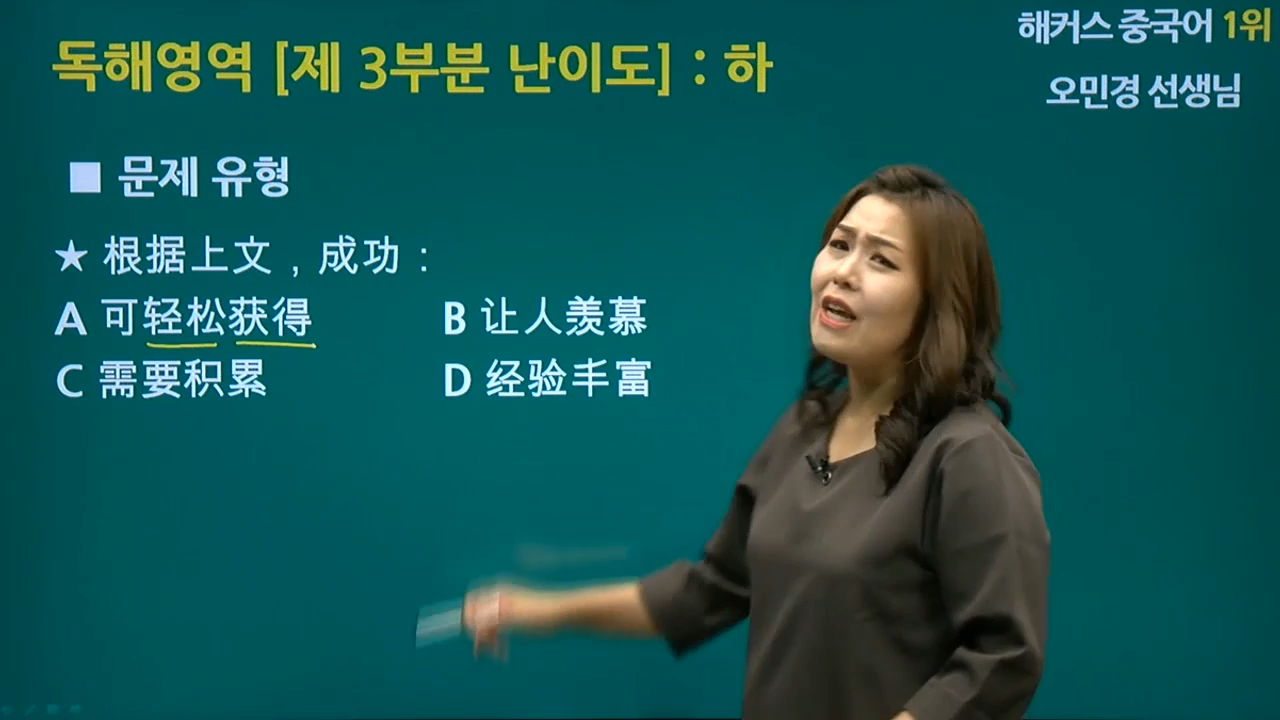 해커스 중국어 1위
독해영역 [제 3부분 난이도] : 하
오민경 선생님
■ 문제 유형
★ 根据上文，成功：
A 可轻松获得
B 让人羡慕
C 需要积累
D 经验丰富